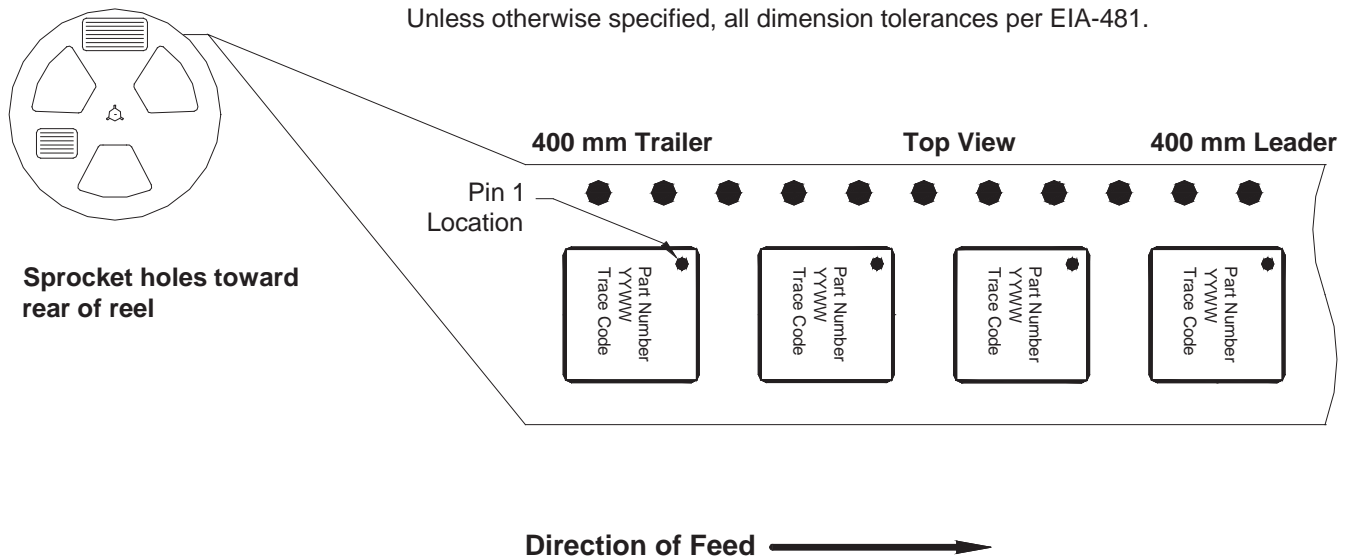 Unless otherwise specified, all dimension tolerances per EIA-481.
400 mm Trailer
Top View
400 mm Leader
Pin 1
Location
Sprocket holes toward
rear of reel
Part Number
YYWW
Trace Code
Part Number
YYWW
Trace Code
Part Number
YYWW
Trace Code
Part Number
YYWW
Trace Code
Direction of Feed